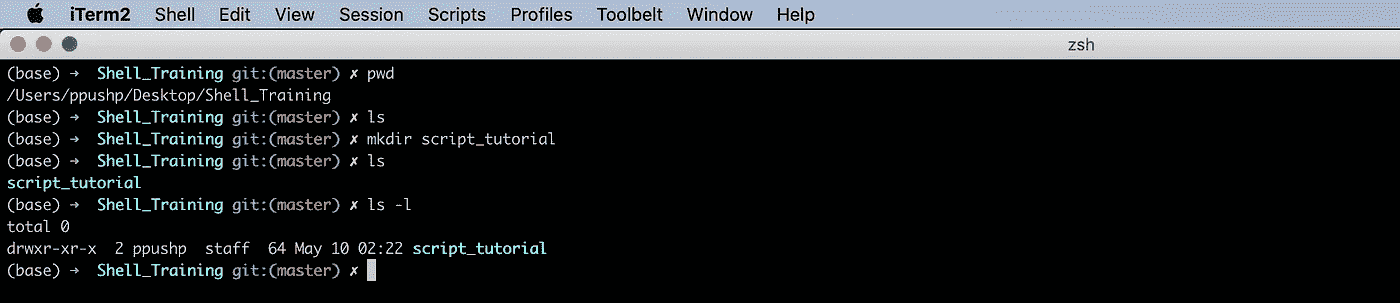 iTerm2 Shell Edit View Session Scripts Profiles Toolbelt Window Help
zsh
(base) → Shell_Training git:(master) ✗ pwd
/Users/ppushp/Desktop/Shell_Training
(base) → Shell_Training git:(master) ✗ ls
(base) → Shell_Training git:(master) ✗ mkdir script_tutorial
(base) → Shell_Training git:(master) ✗ ls
script_tutorial
(base) → Shell_Training git:(master) ✗ ls -l
total 0
drwxr-xr-x  2 ppushp  staff  64 May 10 02:22 script_tutorial
(base) → Shell_Training git:(master) ✗